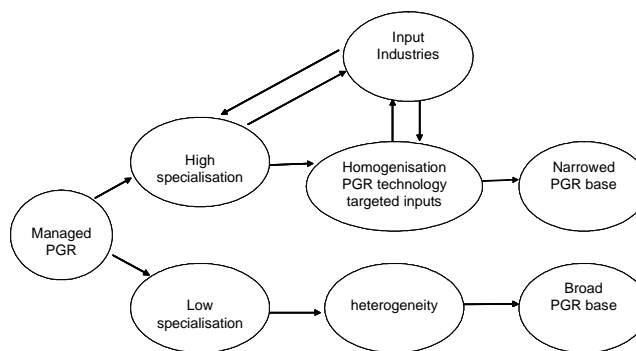 Input
Industries
High
specialisation
Homogenisation
PGR technology
targeted inputs
Narrowed
PGR base
Managed
PGR
Low
specialisation
heterogeneity
Broad
PGR base